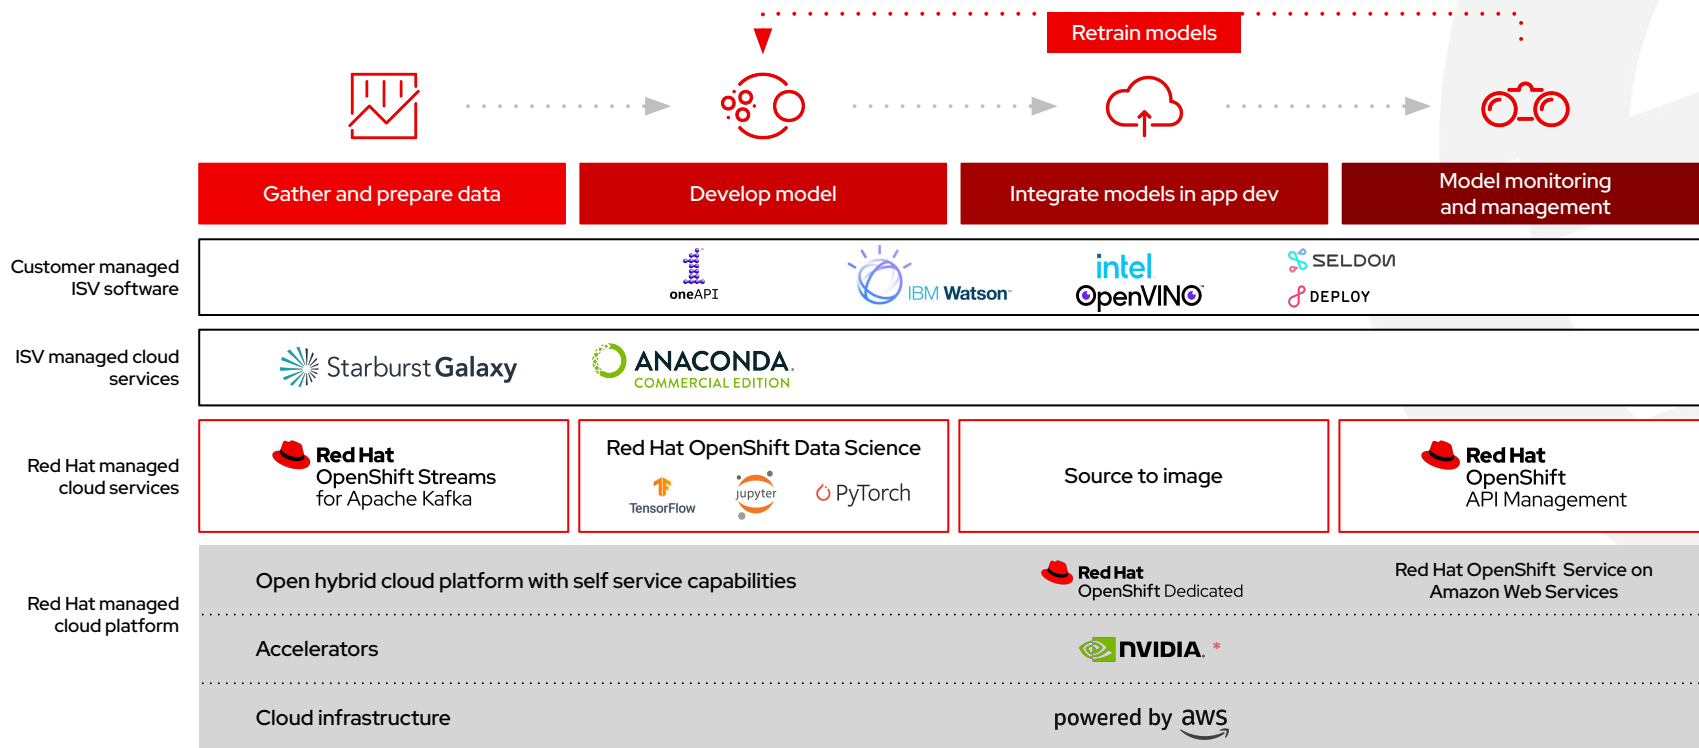 Retrain models
Gather and prepare data
Develop model
Integrate models in app dev
Model monitoring
and management
Customer managed
ISV software
oneAPI
IBM Watson™
intel
OpenVINO™
SELDON
DEPLOY
ISV managed cloud
services
Starburst Galaxy
ANACONDA.
COMMERCIAL EDITION
Red Hat managed
cloud services
Red Hat
OpenShift Streams
for Apache Kafka
Red Hat OpenShift Data Science
TensorFlow
jupyter
PyTorch
Source to image
Red Hat
OpenShift
API Management
Red Hat managed
cloud platform
Open hybrid cloud platform with self service capabilities
Red Hat
OpenShift Dedicated
Red Hat OpenShift Service on
Amazon Web Services
Accelerators
NVIDIA. *
Cloud infrastructure
powered by aws